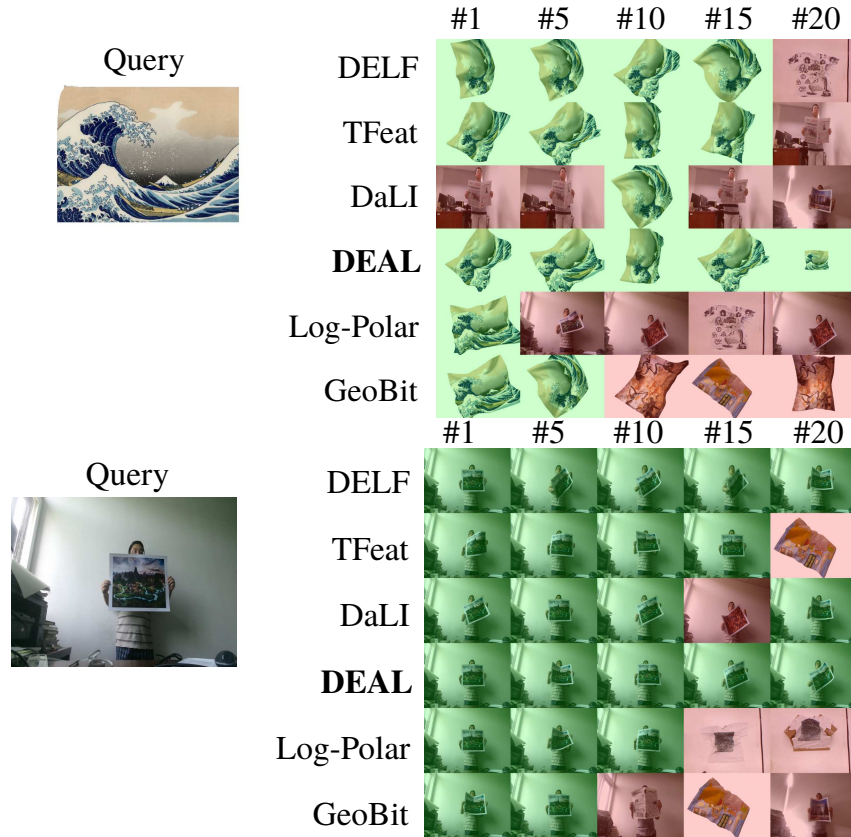 #1 #5 #10 #15 #20
Query
DELF
TFeat
DaLI
DEAL
Log-Polar
GeoBit
#1 #5 #10 #15 #20
Query
DELF
TFeat
DaLI
DEAL
Log-Polar
GeoBit